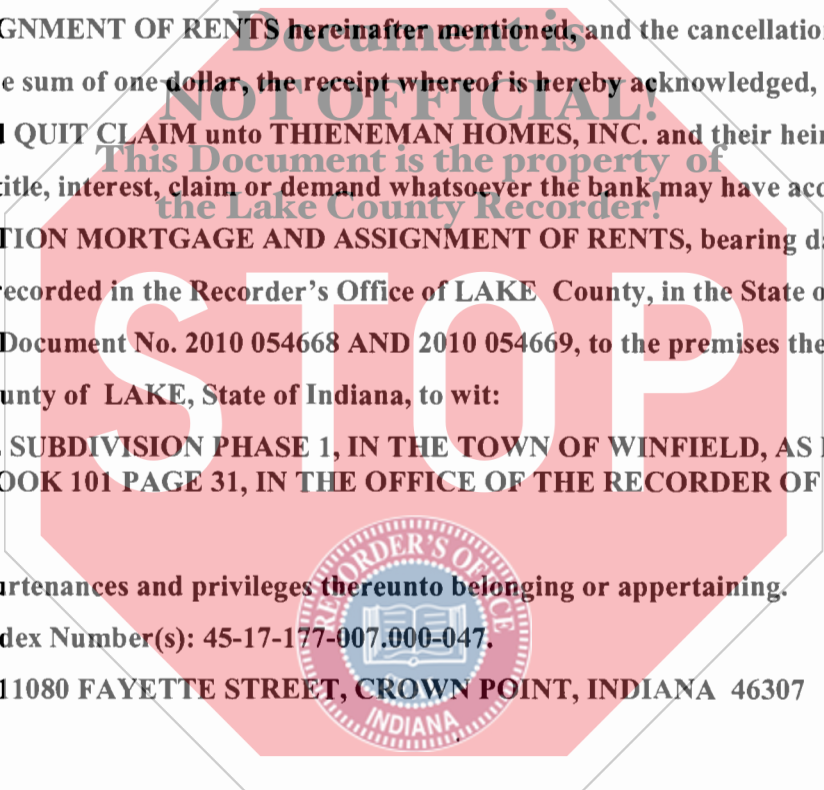 GNMENT OF RENTS hereinafter mentioned, and the cancellation
Document is
e sum of one dollar, the receipt whereof is hereby acknowledged,
NOT OFFICIAL!
QUIT CLAIM unto THIENEMAN HOMES, INC. and their heir
This Document is the property of
title, interest, claim or demand whatsoever the bank may have acq
the Lake County Recorder!
TION MORTGAGE AND ASSIGNMENT OF RENTS, bearing da
recorded in the Recorder's Office of LAKE County, in the State o
Document No. 2010 054668 AND 2010 054669, to the premises the
unty of LAKE, State of Indiana, to wit:
STOP
SUBDIVISION PHASE 1, IN THE TOWN OF WINFIELD, AS
OOK 101 PAGE 31, IN THE OFFICE OF THE RECORDER OF
RECORDER'S OFFICE
urtenances and privileges thereunto belonging or appertaining.
dex Number(s): 45-17-177-007.000-047.
11080 FAYETTE STREET, CROWN POINT, INDIANA 46307
INDIANA